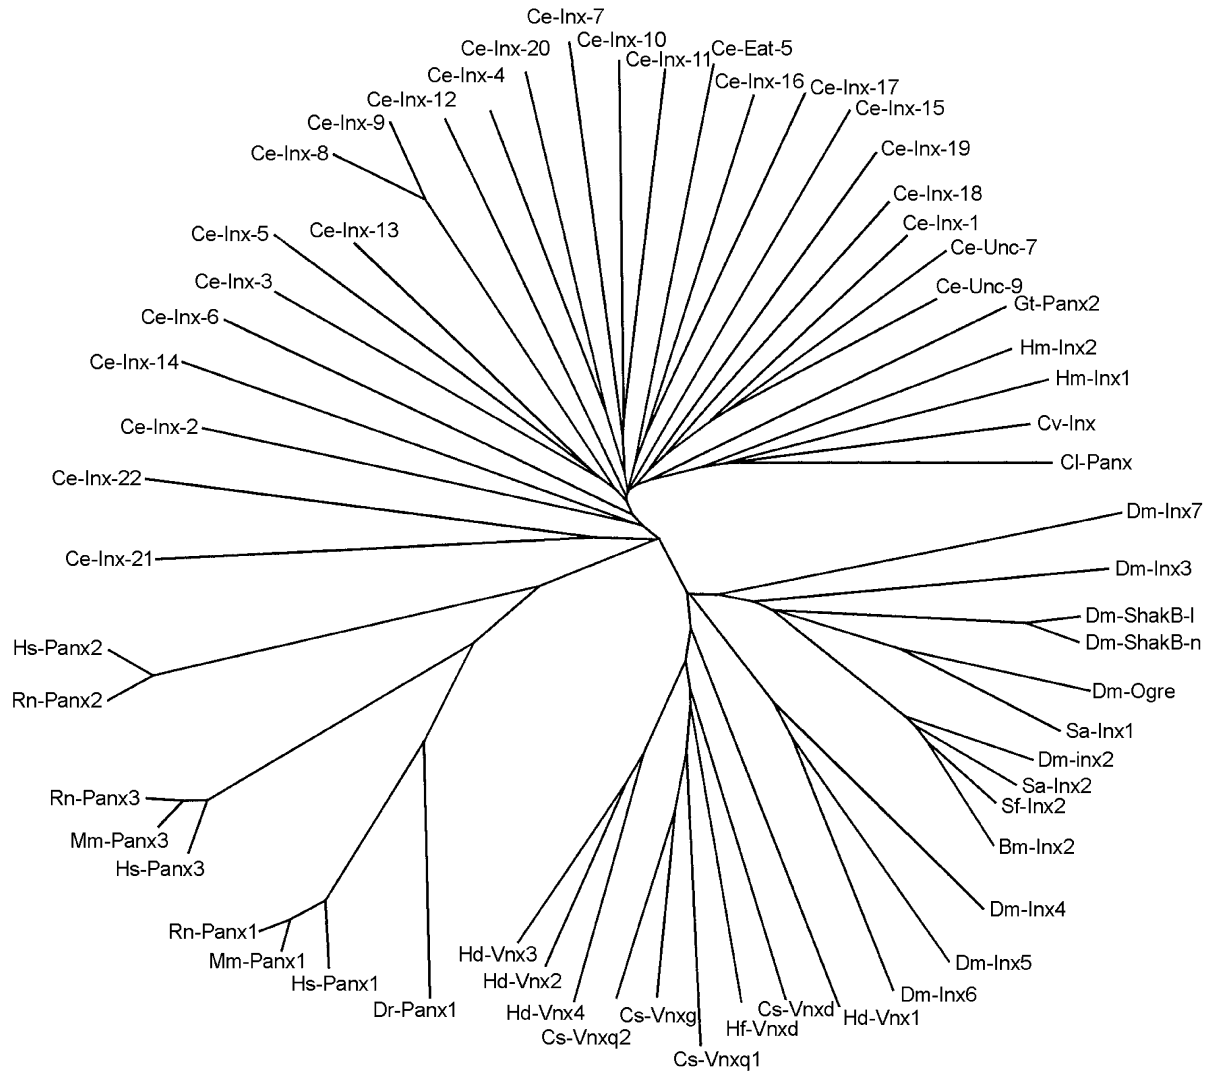 Ce-Inx-7
Ce-Inx-10
Ce-Inx-20
Ce-Eat-5
Ce-Inx-11
Ce-Inx-4
Ce-Inx-16
Ce-Inx-17
Ce-Inx-12
Ce-Inx-15
Ce-Inx-9
Ce-Inx-19
Ce-Inx-8
Ce-Inx-18
Ce-Inx-1
Ce-Inx-13
Ce-Inx-5
Ce-Unc-7
Ce-Inx-3
Ce-Unc-9
Gt-Panx2
Ce-Inx-6
Hm-Inx2
Ce-Inx-14
Hm-Inx1
Cv-Inx
Ce-Inx-2
Cl-Panx
Ce-Inx-22
Dm-Inx7
Ce-Inx-21
Dm-Inx3
Dm-ShakB-l
Dm-ShakB-n
Hs-Panx2
Dm-Ogre
Rn-Panx2
Sa-Inx1
Dm-inx2
Sa-Inx2
Rn-Panx3
Sf-Inx2
Mm-Panx3
Bm-Inx2
Hs-Panx3
Dm-Inx4
Rn-Panx1
Hd-Vnx3
Mm-Panx1
Dm-Inx5
Hs-Panx1
Hd-Vnx2
Dm-Inx6
Dr-Panx1
Hd-Vnx4
Cs-Vnxg
Cs-Vnxd
Hd-Vnx1
Hf-Vnxd
Cs-Vnxq2
Cs-Vnxq1